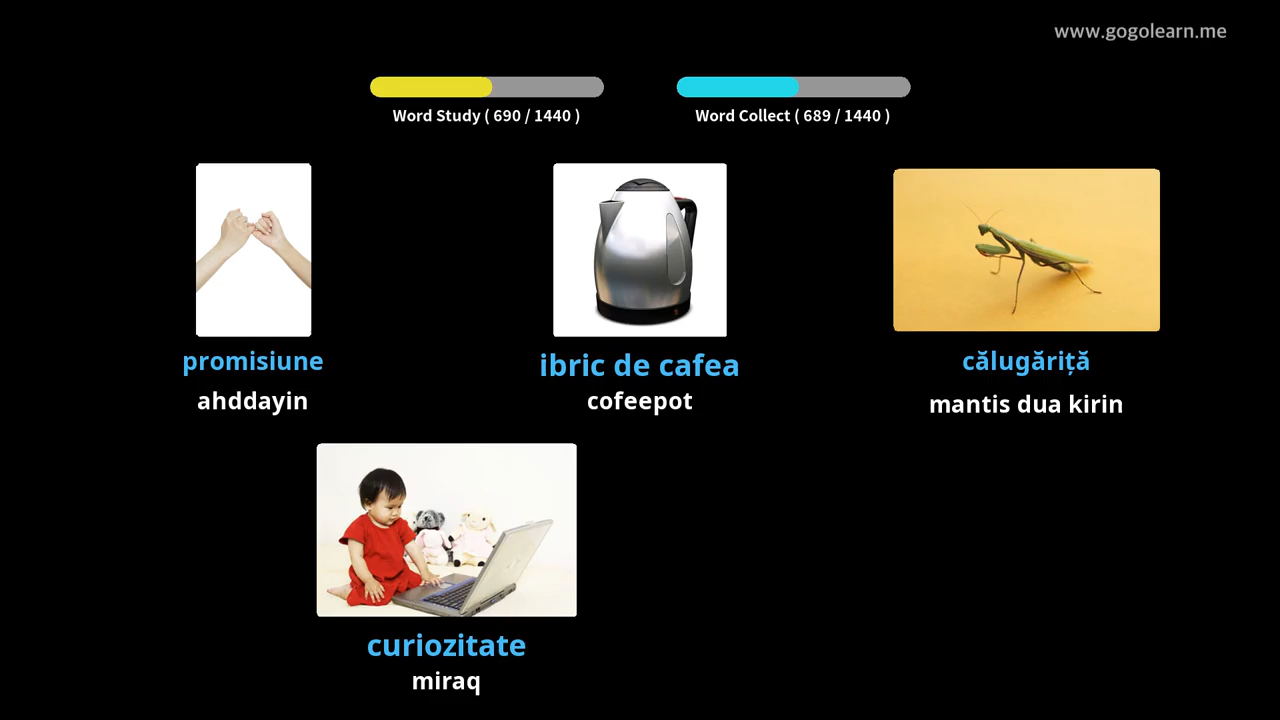 www.gogolearn.me
Word Study ( 690 / 1440 )
Word Collect ( 689 / 1440 )
promisiune
ahddayin
ibric de cafea
cofeepot
călugăriță
mantis dua kirin
curiozitate
miraq